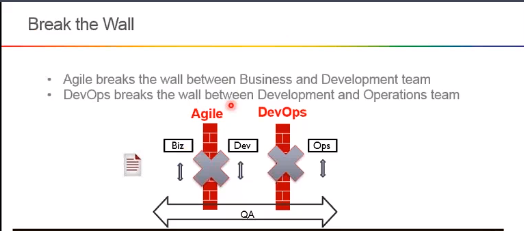 Break the Wall
• Agile breaks the wall between Business and Development team
• DevOps breaks the wall between Development and Operations team
Agile
DevOps
Biz
Dev
Ops
QA